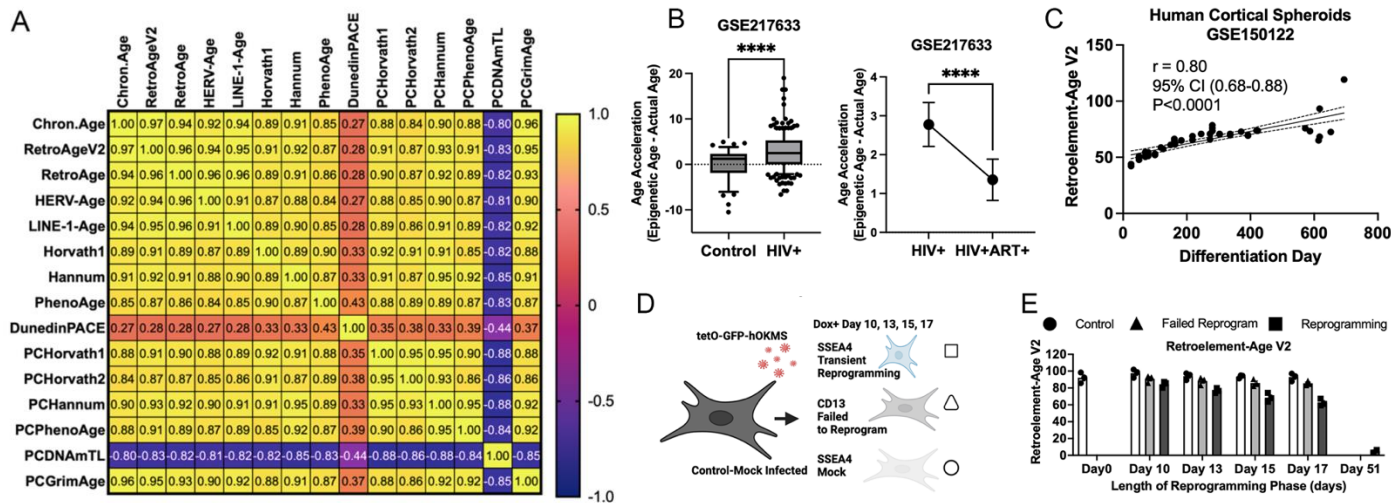 A
Chron.Age RetroAgeV2 RetroAge HERV-Age LINE-1-Age Horvath1 Hannum PhenoAge DunedinPACE PCHorvath1 PCHorvath2 PCHannum PCPhenoAge PCDNAmTL PCGrimAge
Chron.Age 1.00 0.97 0.94 0.92 0.94 0.89 0.91 0.85 0.27 0.88 0.84 0.90 0.88 -0.80 0.96
RetroAgeV2 0.97 1.00 0.96 0.94 0.95 0.91 0.92 0.87 0.28 0.91 0.87 0.93 0.91 -0.83 0.95
RetroAge 0.94 0.96 1.00 0.96 0.96 0.89 0.91 0.86 0.28 0.90 0.87 0.92 0.89 -0.82 0.93
HERV-Age 0.92 0.94 0.96 1.00 0.91 0.87 0.88 0.84 0.27 0.88 0.85 0.90 0.87 -0.81 0.90
LINE-1-Age 0.94 0.95 0.96 0.91 1.00 0.89 0.90 0.85 0.28 0.89 0.86 0.91 0.89 -0.82 0.92
Horvath1 0.89 0.91 0.89 0.87 0.89 1.00 0.89 0.90 0.33 0.92 0.91 0.91 0.89 -0.82 0.88
Hannum 0.91 0.92 0.91 0.88 0.90 0.89 1.00 0.87 0.33 0.91 0.87 0.95 0.92 -0.85 0.91
PhenoAge 0.85 0.87 0.86 0.84 0.85 0.90 0.87 1.00 0.43 0.88 0.89 0.89 0.87 -0.83 0.87
DunedinPACE 0.27 0.28 0.28 0.27 0.28 0.33 0.33 0.43 1.00 0.35 0.38 0.33 0.39 -0.44 0.37
PCHorvath1 0.88 0.91 0.90 0.88 0.89 0.92 0.91 0.88 0.35 1.00 0.95 0.95 0.90 -0.88 0.88
PCHorvath2 0.84 0.87 0.87 0.85 0.86 0.91 0.87 0.89 0.38 0.95 1.00 0.93 0.86 -0.86 0.86
PCHannum 0.90 0.93 0.92 0.90 0.91 0.91 0.95 0.89 0.33 0.95 0.93 1.00 0.95 -0.88 0.92
PCPhenoAge 0.88 0.91 0.89 0.87 0.89 0.89 0.92 0.87 0.39 0.90 0.86 0.95 1.00 -0.84 0.92
PCDNAmTL -0.80 -0.83 -0.82 -0.81 -0.82 -0.82 -0.85 -0.83 -0.44 -0.88 -0.86 -0.88 -0.84 1.00 -0.85
PCGrimAge 0.96 0.95 0.93 0.90 0.92 0.88 0.91 0.87 0.37 0.88 0.86 0.92 0.92 -0.85 1.00
1.0
0.5
0
-0.5
-1.0
B
GSE217633
****
Age Acceleration
(Epigenetic Age - Actual Age)
20
10
0
-10
Control HIV+
GSE217633
****
Age Acceleration
(Epigenetic Age - Actual Age)
4
3
2
1
0
HIV+ HIV+ART+
C
Human Cortical Spheroids
GSE150122
r = 0.80
95% CI (0.68-0.88)
P<0.0001
Retroelement-Age V2
150
100
50
0
0 200 400 600 800
Differentiation Day
D
tetO-GFP-hOKMS
Dox+ Day 10, 13, 15, 17
SSEA4
Transient
Reprogramming
CD13
Failed
to Reprogram
SSEA4
Mock
Control-Mock Infected
E
Control Failed Reprogram Reprogramming
Retroelement-Age V2
Retroelement-Age V2
120
100
80
60
40
20
0
Day0 Day 10 Day 13 Day 15 Day 17 Day 51
Length of Reprogramming Phase (days)